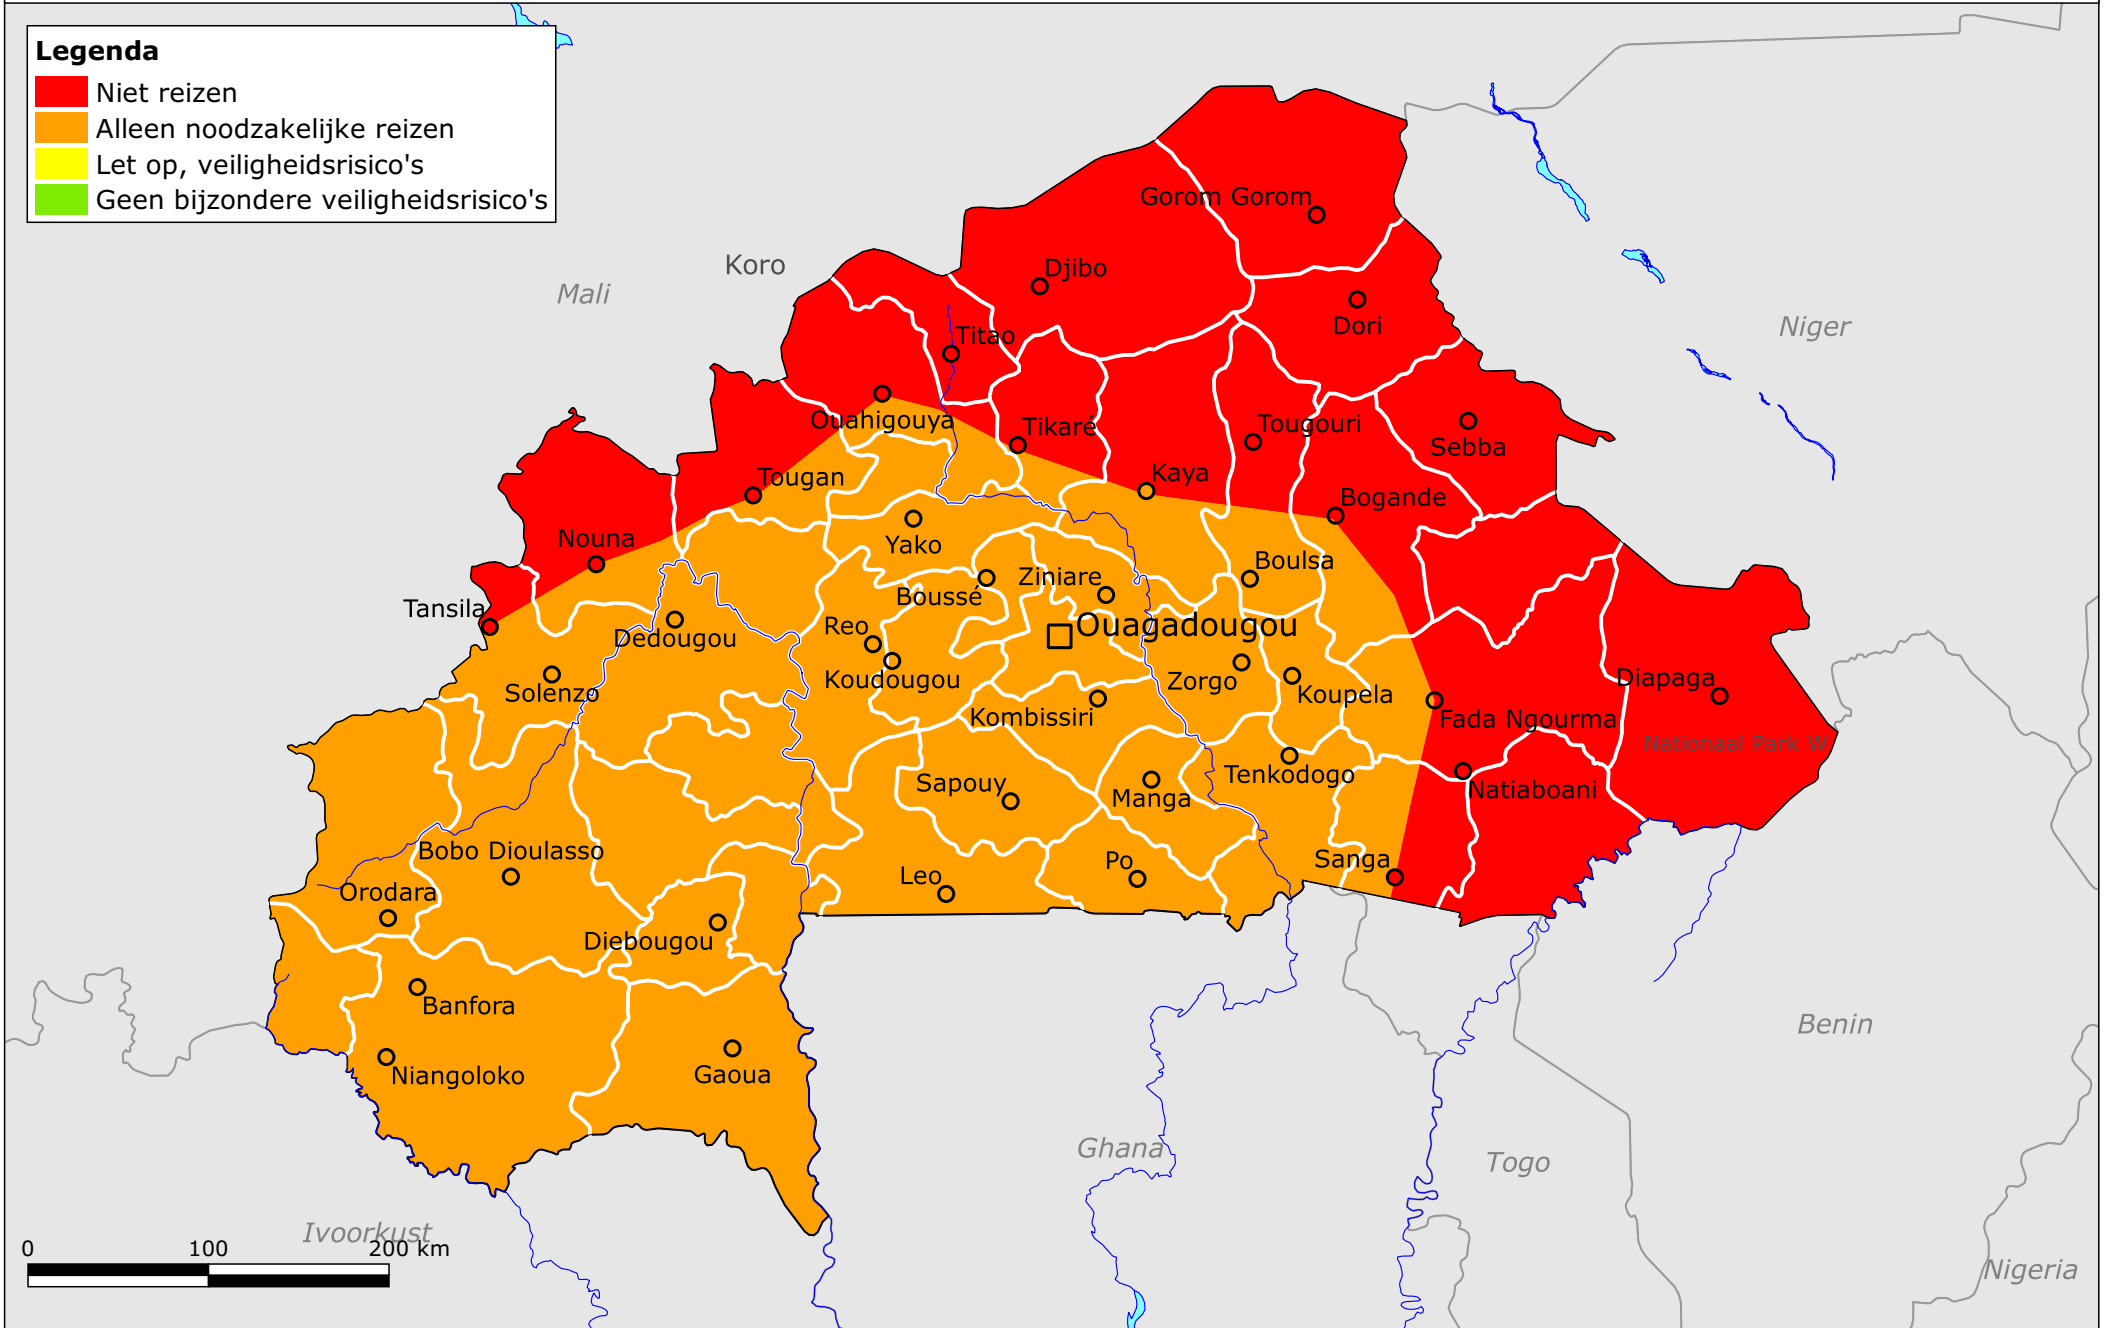 Legenda
Niet reizen
Alleen noodzakelijke reizen
Let op, veiligheidsrisico's
Geen bijzondere veiligheidsrisico's
Gorom Gorom
Koro
Djibo
Mali
Dori
Niger
Titao
Ouahigouya
Tikaré
Tougouri
Sebba
Tougan
Kaya
Bogande
Nouna
Yako
Boulsa
Ziniare
Boussé
Tansila
Dedougou
Reo
Ouagadougou
Koudougou
Zorgo
Solenzo
Koupela
Diapaga
Kombissiri
Fada Ngourma
Nationaal Park W
Sapouy
Tenkodogo
Manga
Natiaboani
Bobo Dioulasso
Po
Sanga
Leo
Orodara
Diebougou
Banfora
Benin
Niangoloko
Gaoua
Ghana
Togo
Ivoorkust
Nigeria
0 100 200 km